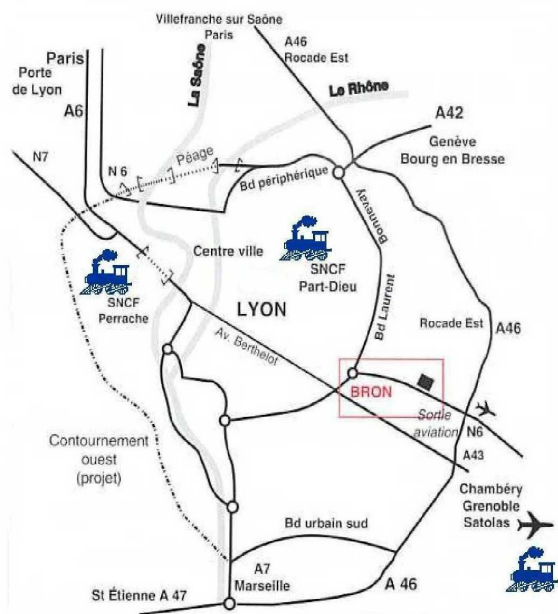 Villefranche sur Saône
Paris
A46
Rocade Est
Paris
Porte
de Lyon
A6
La Saône
Le Rhône
A42
Genève
Bourg en Bresse
N7
N 6
Péage
Bd périphérique
Bonnevay
Centre ville
SNCF
Part-Dieu
SNCF
Perrache
LYON
Bd Laurent
Rocade Est
A46
Av. Berthelot
BRON
Sortie
aviation
N6
A43
Contournement
ouest
(projet)
Chambéry
Grenoble
Satolas
Bd urbain sud
A7
Marseille
A 46
St Étienne A 47